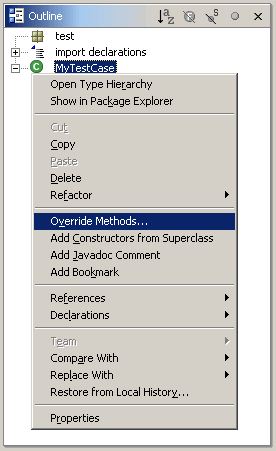 Outline
test
import declarations
MyTestCase
Open Type Hierarchy
Show in Package Explorer
Cut
Copy
Paste
Delete
Refactor
Override Methods...
Add Constructors from Superclass
Add Javadoc Comment
Add Bookmark
References
Declarations
Team
Compare With
Replace With
Restore from Local History...
Properties